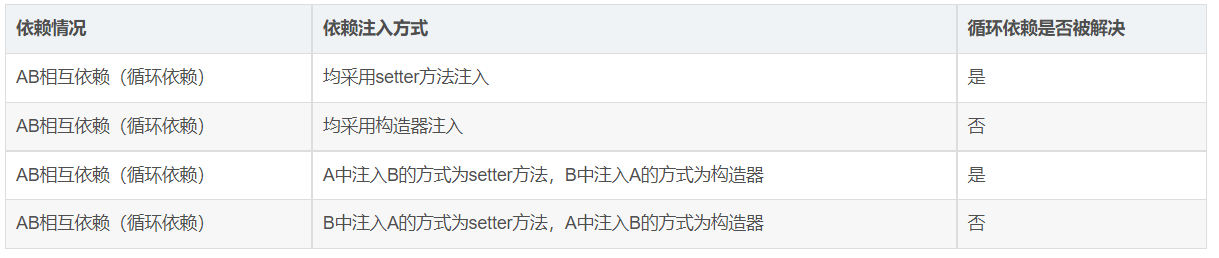 依赖情况 依赖注入方式 循环依赖是否被解决
AB相互依赖（循环依赖） 均采用setter方法注入 是
AB相互依赖（循环依赖） 均采用构造器注入 否
AB相互依赖（循环依赖） A中注入B的方式为setter方法，B中注入A的方式为构造器 是
AB相互依赖（循环依赖） B中注入A的方式为setter方法，A中注入B的方式为构造器 否